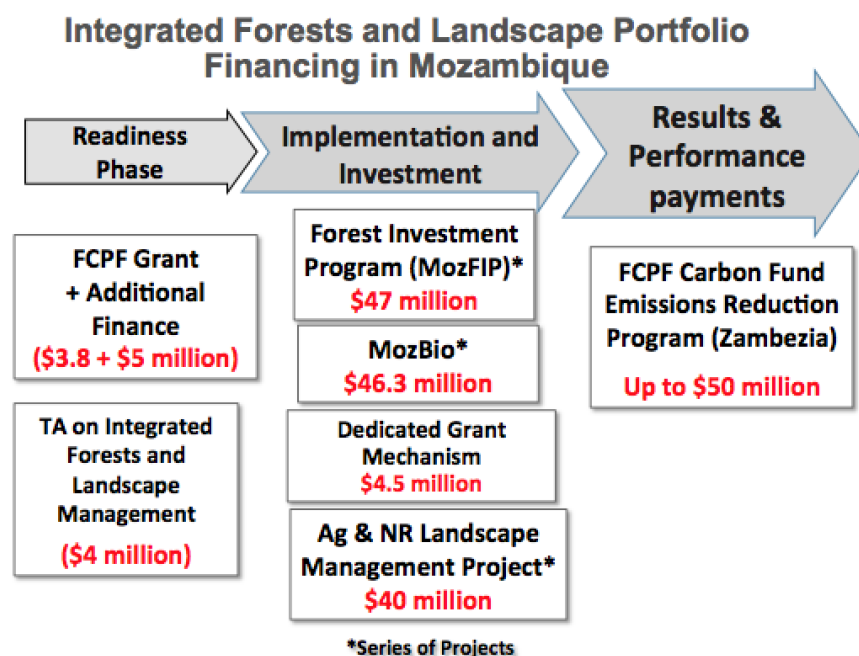 Integrated Forests and Landscape Portfolio
Financing in Mozambique
Readiness
Phase
Implementation and
Investment
Results &
Performance
payments
FCPF Grant
+ Additional
Finance
($3.8 + $5 million)
TA on Integrated
Forests and
Landscape
Management
($4 million)
Forest Investment
Program (MozFIP)*
$47 million
MozBio*
$46.3 million
Dedicated Grant
Mechanism
$4.5 million
Ag & NR Landscape
Management Project*
$40 million
FCPF Carbon Fund
Emissions Reduction
Program (Zambezia)
Up to $50 million
*Series of Projects